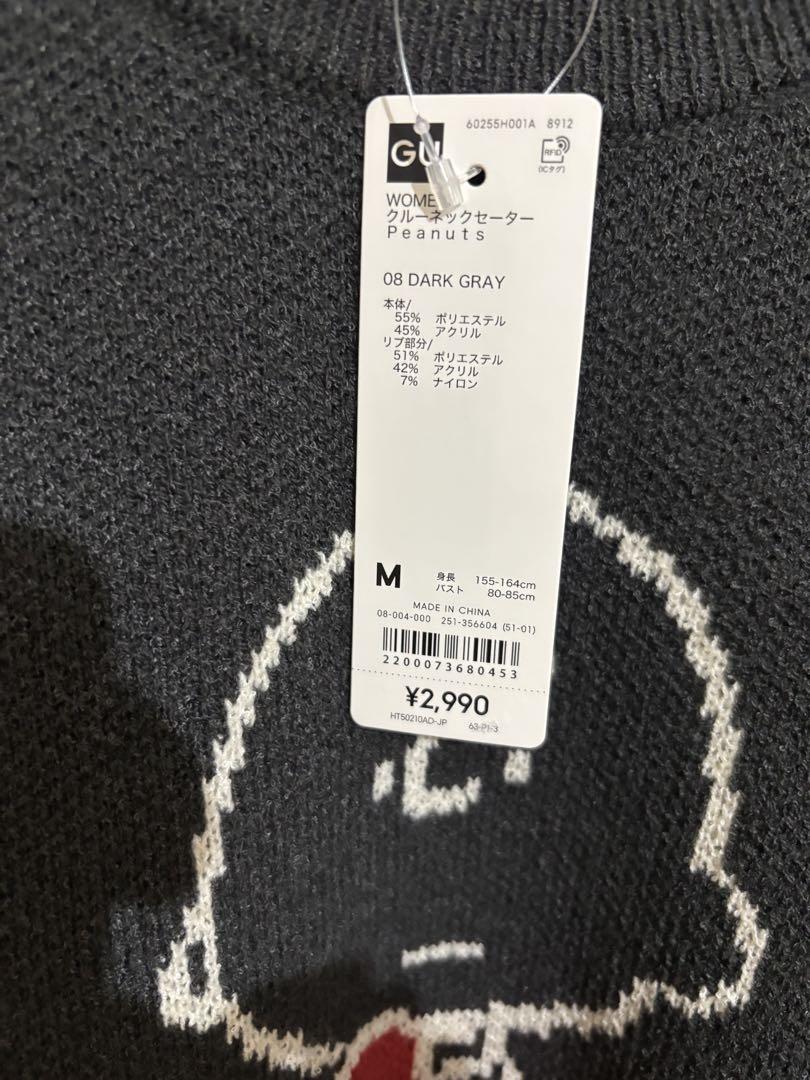 60255H001A 8912
GU
RFID
(ICタグ)
WOME
クルーネックセーター
Peanuts
08 DARK GRAY
本体/
55% ポリエステル
45% アクリル
リブ部分/
51% ポリエステル
42% アクリル
7% ナイロン
M 身長 155-164cm
バスト 80-85cm
MADE IN CHINA
08-004-000 251-356604 (51-01)
2200073680453
¥2,990
HT50210AD-JP 63-P1-3